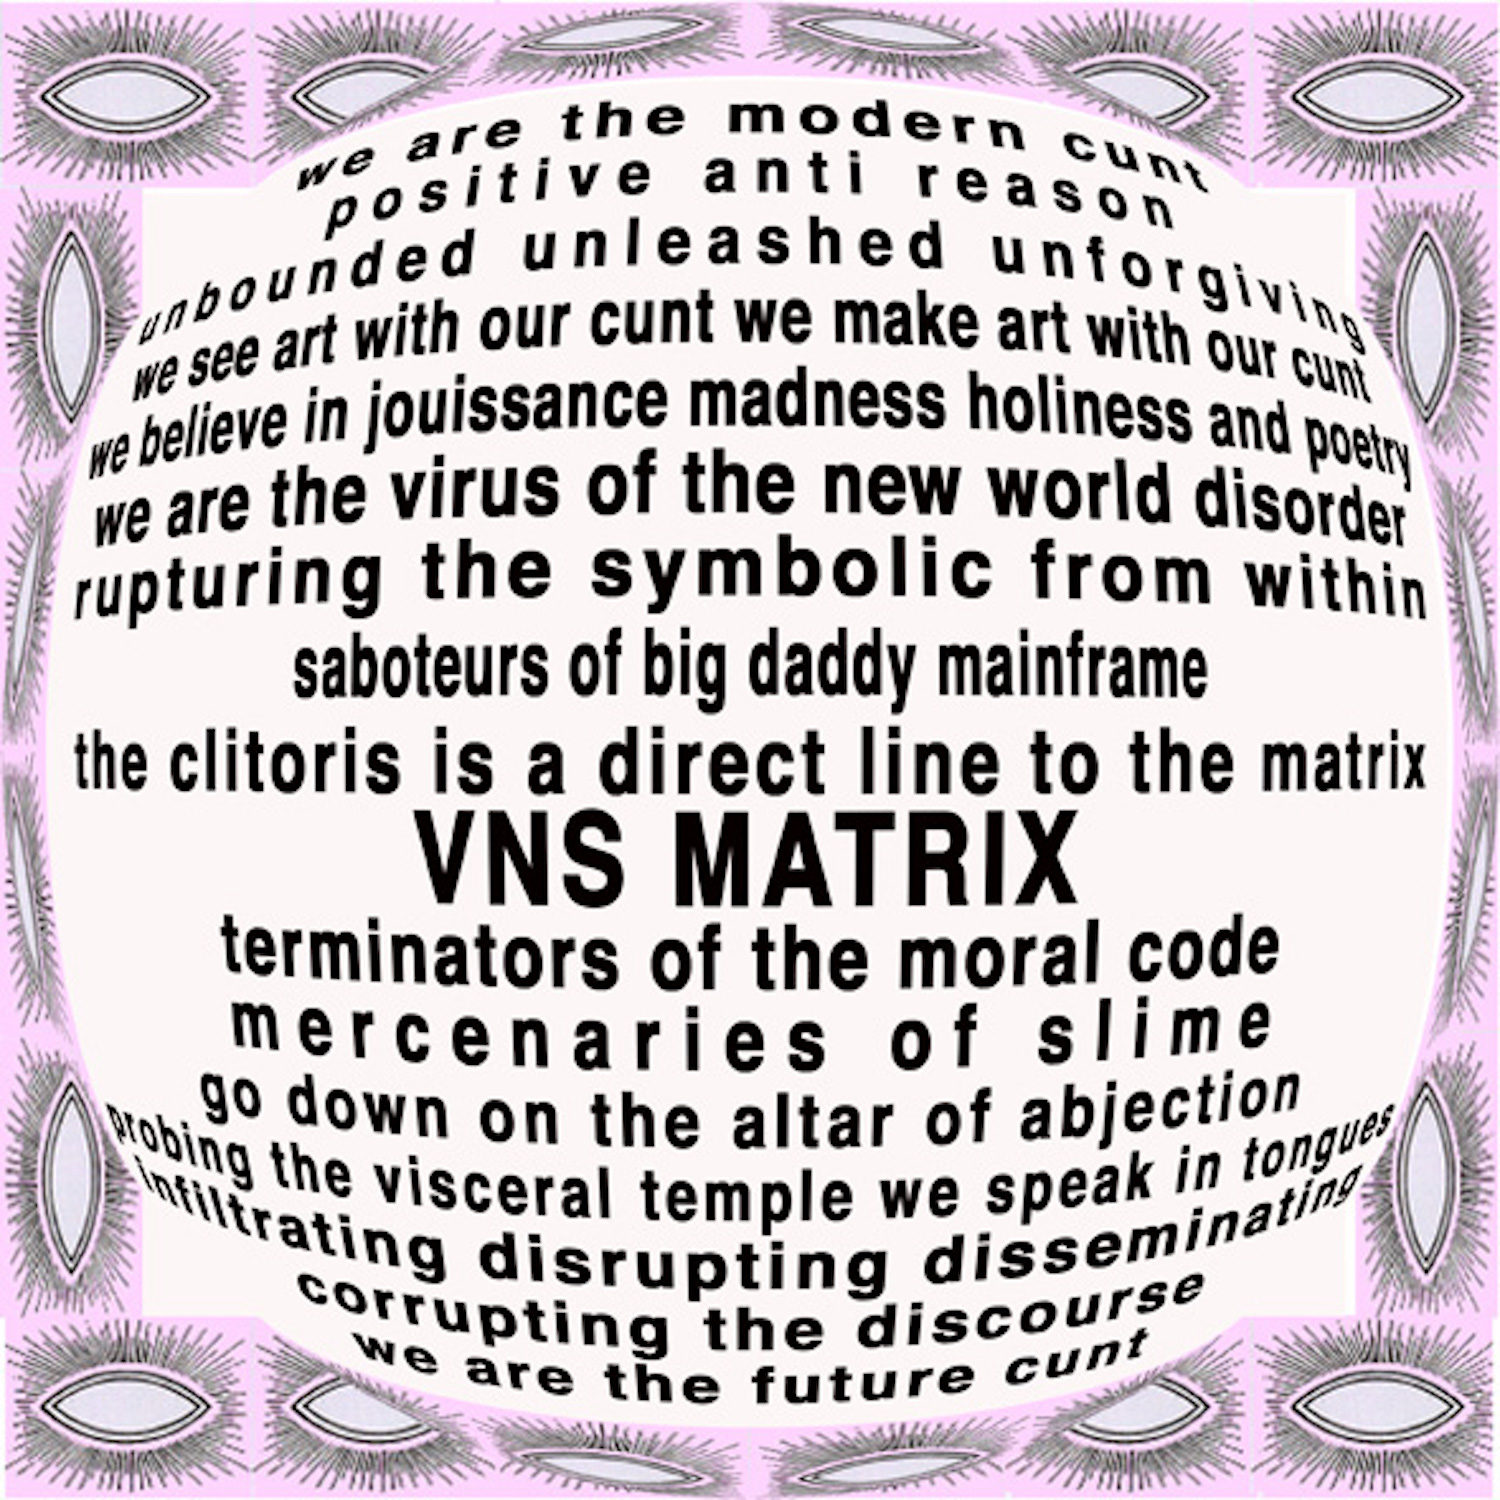 we are the modern cunt
positive anti reason
unbounded unleashed unforgiving
we see art with our cunt we make art with our cunt
we believe in jouissance madness holiness and poetry
we are the virus of the new world disorder
rupturing the symbolic from within
saboteurs of big daddy mainframe
the clitoris is a direct line to the matrix
VNS MATRIX
terminators of the moral code
mercenaries of slime
go down on the altar of abjection
probing the visceral temple we speak in tongues
infiltrating disrupting disseminating
corrupting the discourse
we are the future cunt